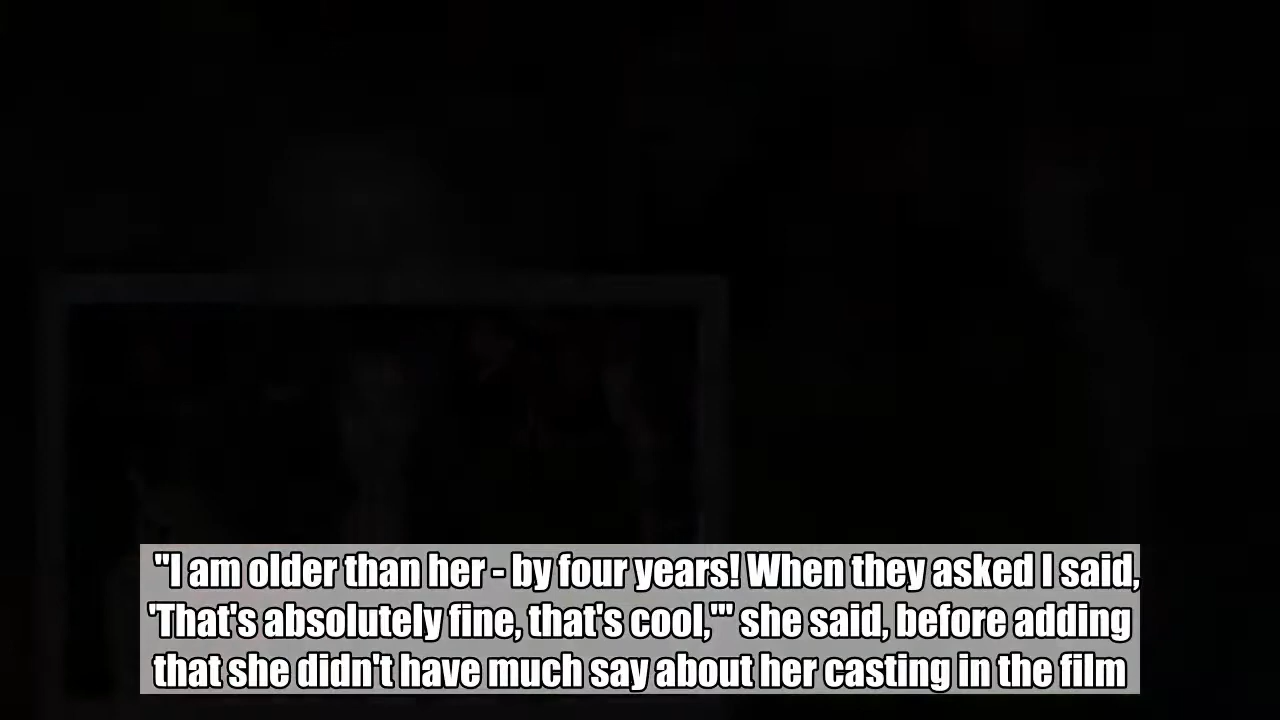 "I am older than her - by four years! When they asked I said,
'That's absolutely fine, that's cool,'" she said, before adding
that she didn't have much say about her casting in the film